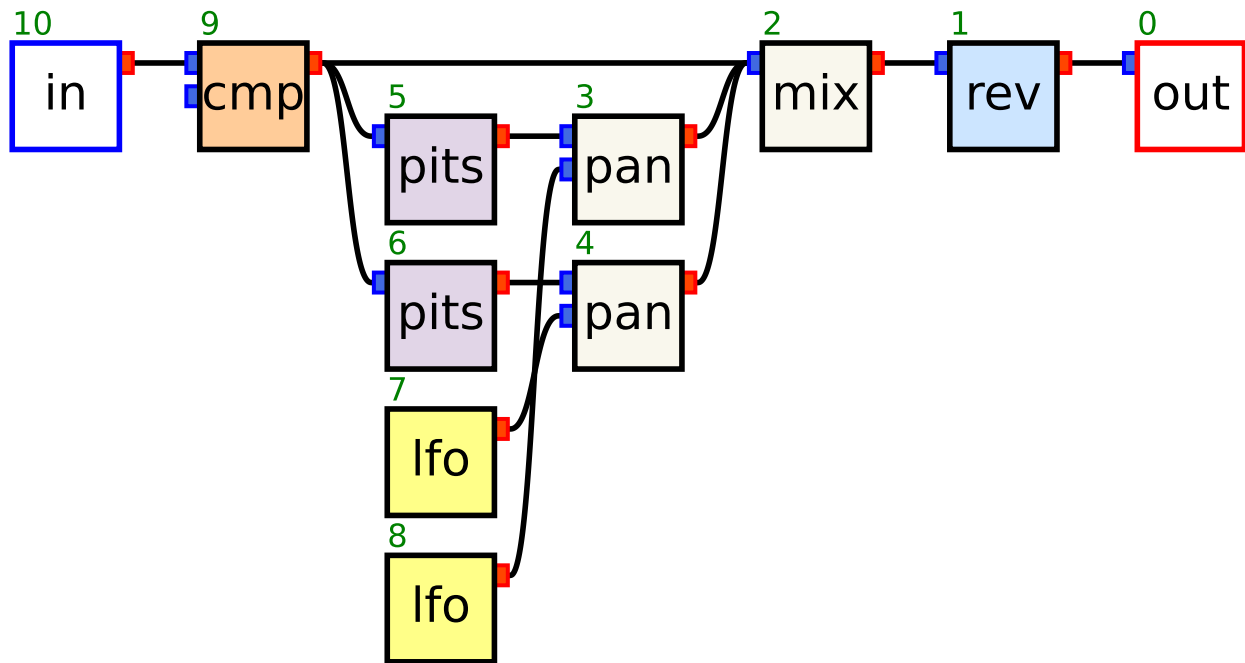 10 9 2 1 0
in cmp mix rev out
5 3
pits pan
6 4
pits pan
7
lfo
8
lfo